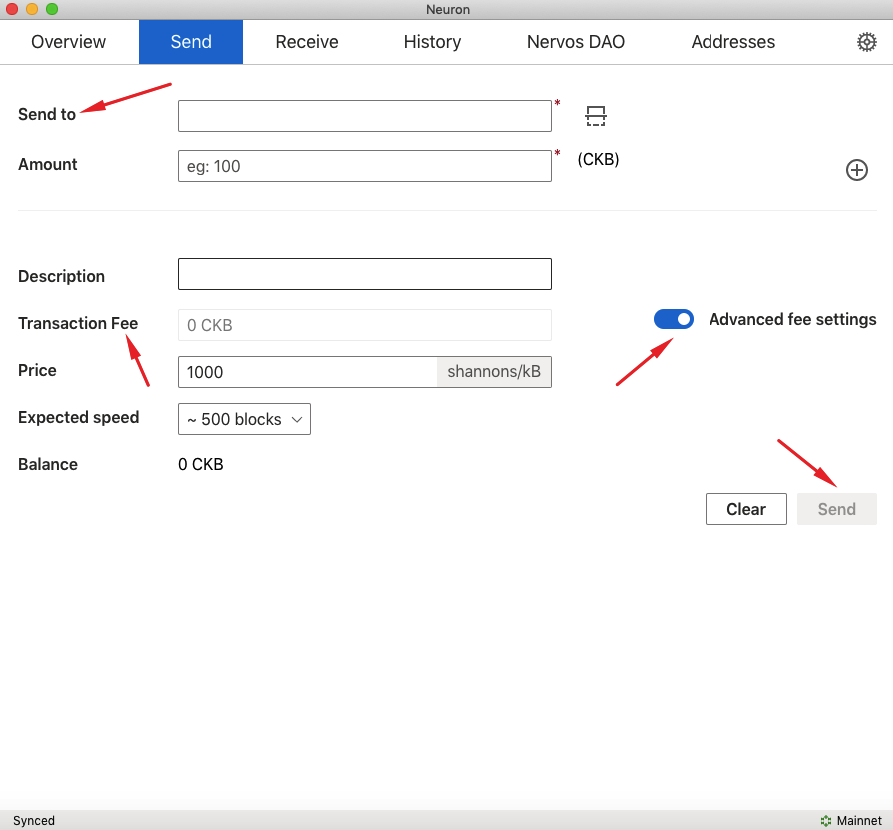 Neuron
Overview Send Receive History Nervos DAO Addresses
Send to *
Amount eg: 100 * (CKB)
Description
Transaction Fee 0 CKB Advanced fee settings
Price 1000 shannons/kB
Expected speed ~ 500 blocks
Balance 0 CKB
Clear Send
Synced Mainnet